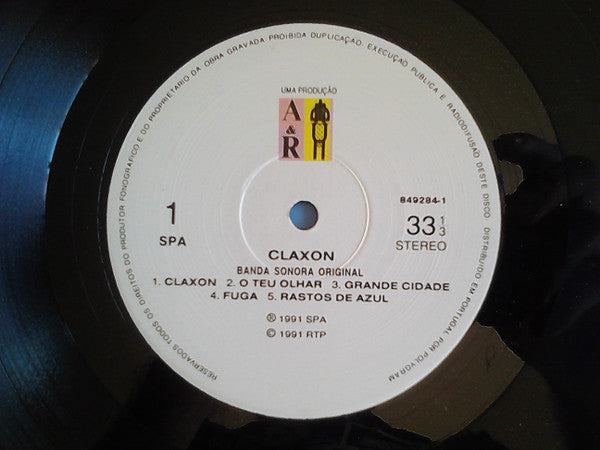 RESERVADOS TODOS OS DIREITOS DO PRODUTOR FONOGRÁFICO E DO PROPRIETÁRIO DA OBRA GRAVADA PROIBIDA DUPLICAÇÃO, EXECUÇÃO PÚBLICA E RADIODIFUSÃO DESTE DISCO DISTRIBUÍDO EM PORTUGAL POR POLYGRAM
UMA PRODUÇÃO
A
&
R
1
SPA
849284-1
33 1/3
STEREO
CLAXON
BANDA SONORA ORIGINAL
1. CLAXON 2. O TEU OLHAR 3. GRANDE CIDADE
4. FUGA 5. RASTOS DE AZUL
℗ 1991 SPA
© 1991 RTP